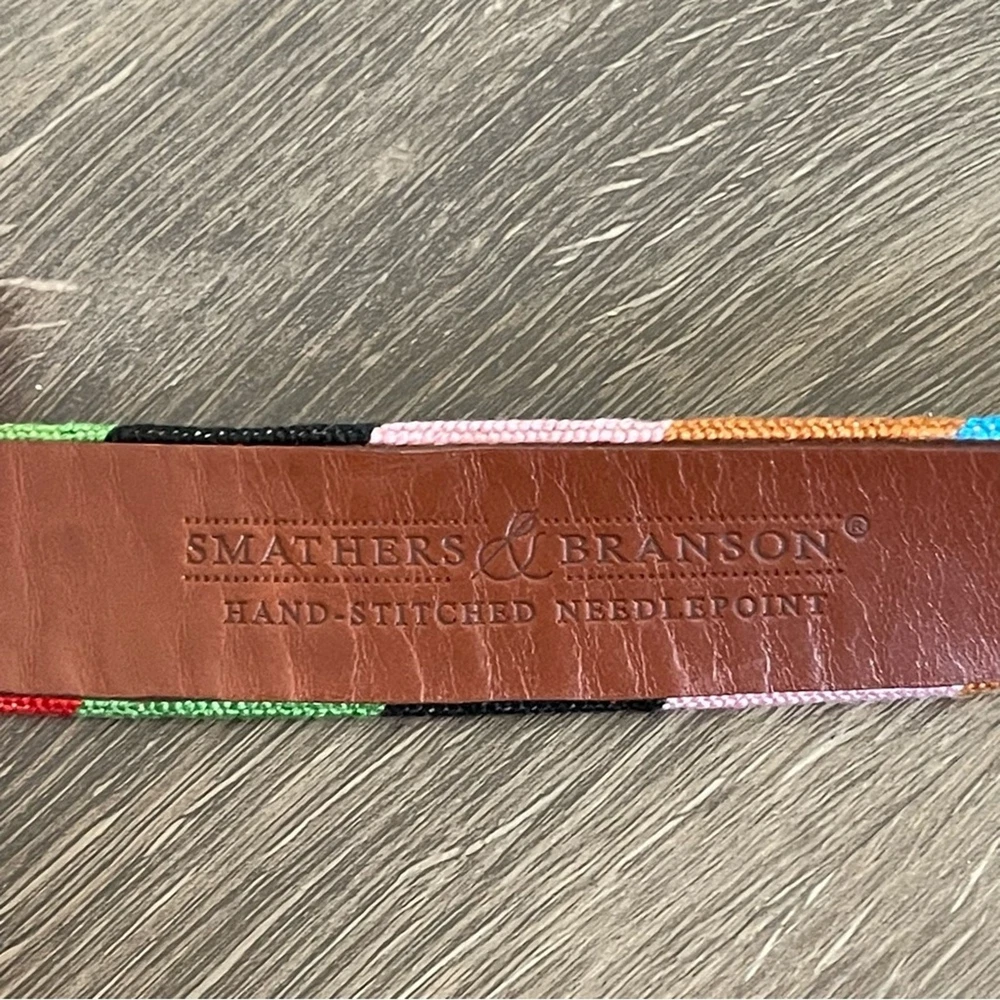 SMATHERS & BRANSON®
HAND-STITCHED NEEDLEPOINT